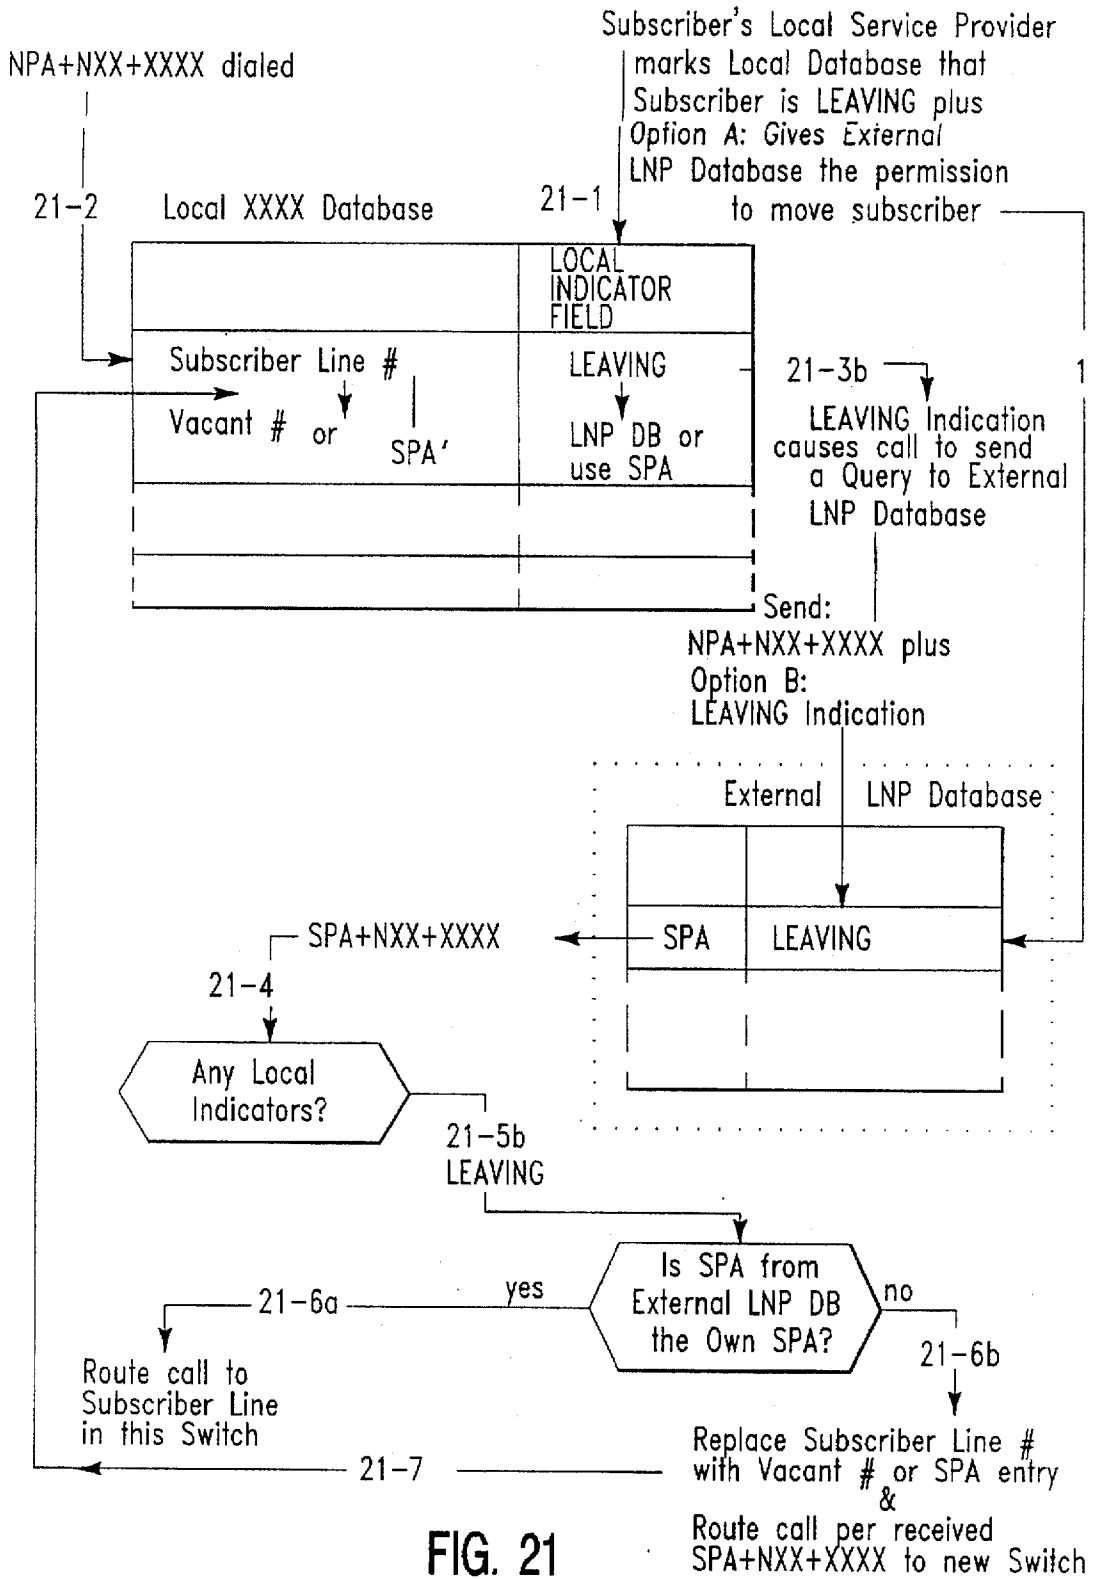 Subscriber's Local Service Provider
marks Local Database that
Subscriber is LEAVING plus
Option A: Gives External
LNP Database the permission
to move subscriber
NPA+NXX+XXXX dialed
21-2
Local XXXX Database
21-1
LOCAL
INDICATOR
FIELD
Subscriber Line #
Vacant # or
SPA'
LEAVING
LNP DB or
use SPA
21-3b
1
LEAVING Indication
causes call to send
a Query to External
LNP Database
Send:
NPA+NXX+XXXX plus
Option B:
LEAVING Indication
External LNP Database
SPA
LEAVING
SPA+NXX+XXXX
21-4
Any Local
Indicators?
21-5b
LEAVING
Is SPA from
External LNP DB
the Own SPA?
yes
no
21-6a
21-6b
Route call to
Subscriber Line
in this Switch
Replace Subscriber Line #
with Vacant # or SPA entry
&
Route call per received
SPA+NXX+XXXX to new Switch
21-7
FIG. 21